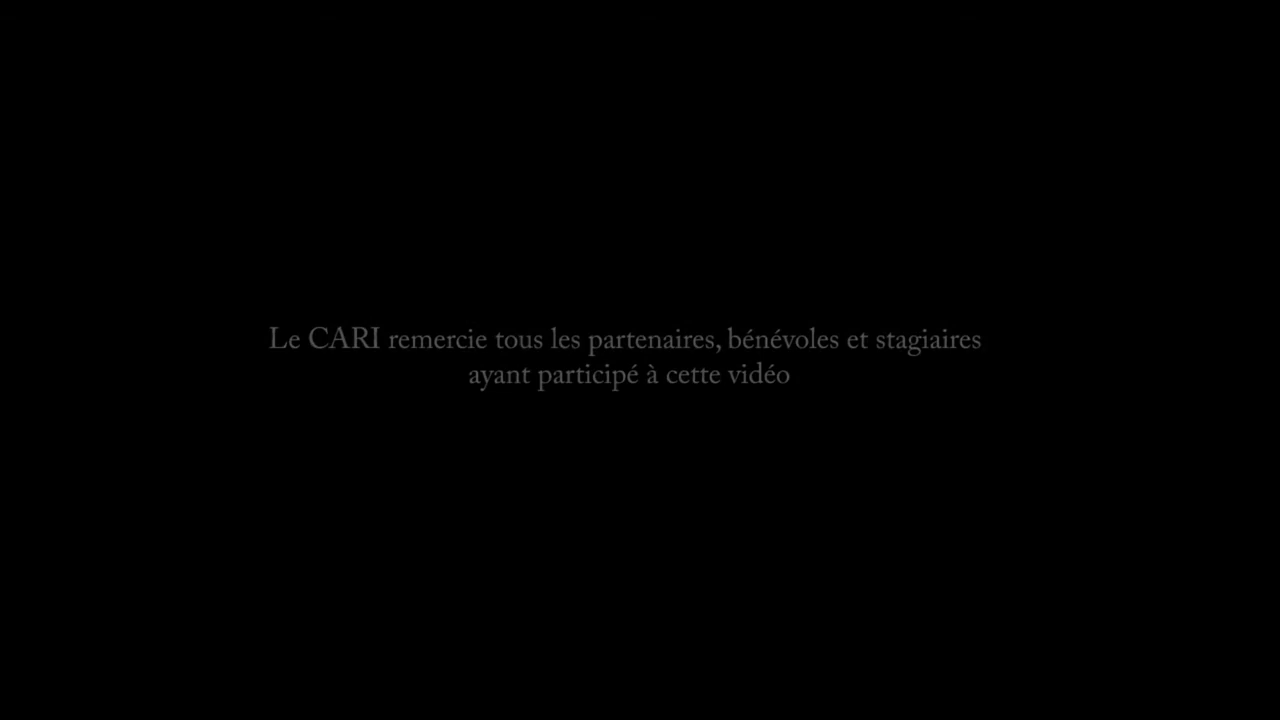 Le CARI remercie tous les partenaires, bénévoles et stagiaires
ayant participé à cette vidéo